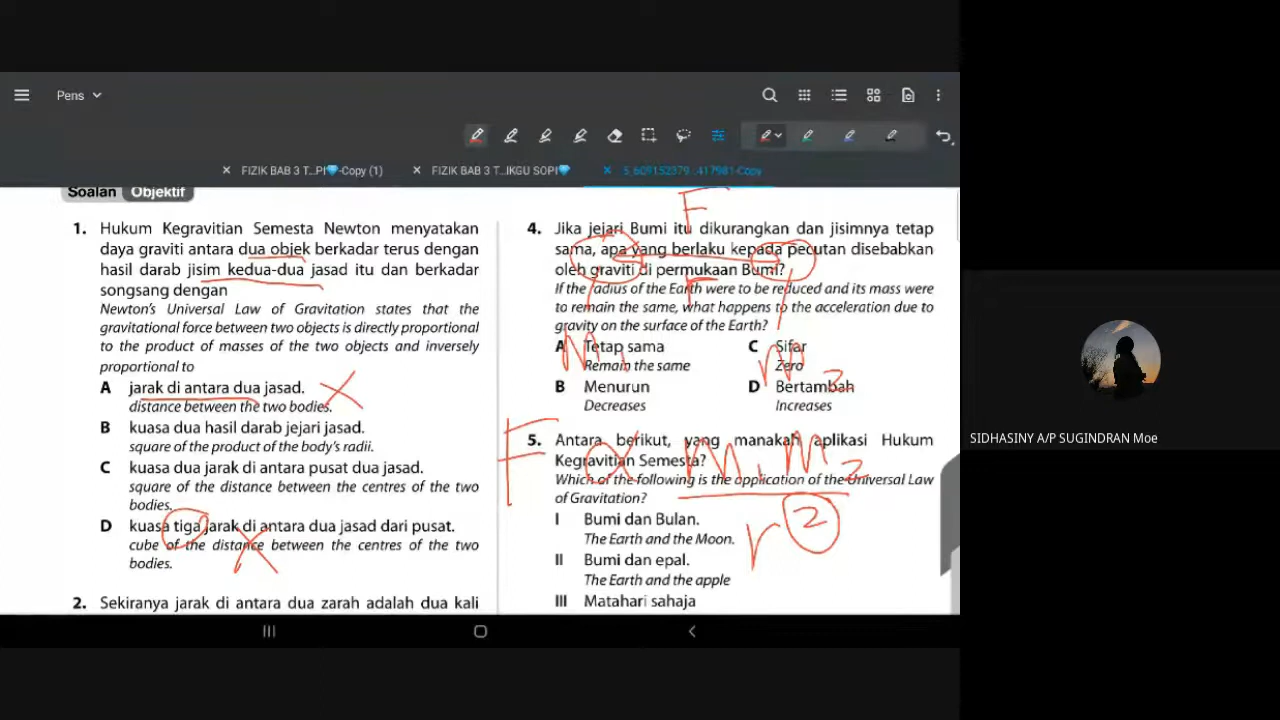 Pens
FIZIK BAB 3 T...PI💎-Copy (1)
FIZIK BAB 3 T...IKGU SOPI💎
5_609152379...417981-Copy
Soalan Objektif
1. Hukum Kegravitian Semesta Newton menyatakan
daya graviti antara dua objek berkadar terus dengan
hasil darab jisim kedua-dua jasad itu dan berkadar
songsang dengan
Newton's Universal Law of Gravitation states that the
gravitational force between two objects is directly proportional
to the product of masses of the two objects and inversely
proportional to
A jarak di antara dua jasad. X
distance between the two bodies.
B kuasa dua hasil darab jejari jasad.
square of the product of the body's radii.
C kuasa dua jarak di antara pusat dua jasad.
square of the distance between the centres of the two
bodies.
D kuasa tiga jarak di antara dua jasad dari pusat.
cube of the distance between the centres of the two
bodies.
X
2. Sekiranya jarak di antara dua zarah adalah dua kali
F
4. Jika jejari Bumi itu dikurangkan dan jisimnya tetap
sama, apa yang berlaku kepada pecutan disebabkan
oleh graviti di permukaan Bumi?
F
If the radius of the Earth were to be reduced and its mass were
to remain the same, what happens to the acceleration due to
gravity on the surface of the Earth?
A Tetap sama
Remain the same
B Menurun
Decreases
C Sifar
Zero
D Bertambah
Increases
m1
m2
5. Antara berikut, yang manakah aplikasi Hukum
Kegravitian Semesta?
Which of the following is the application of the Universal Law
of Gravitation?
F α m1 m2
r 2
I Bumi dan Bulan.
The Earth and the Moon.
II Bumi dan epal.
The Earth and the apple
III Matahari sahaja
SIDHASINY A/P SUGINDRAN Moe